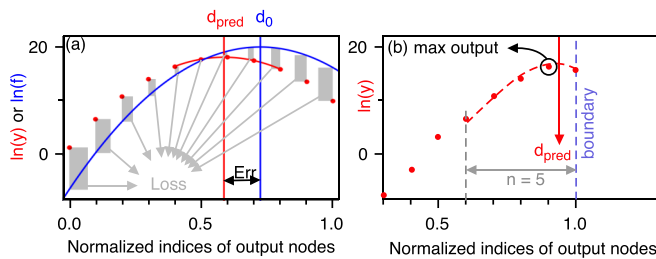 d_pred d_0
(a)
20
0
ln(y) or ln(f)
Loss
Err
0.0 0.5 1.0
Normalized indices of output nodes
(b) max output
20
0
ln(y)
d_pred
boundary
n = 5
0.5 1.0
Normalized indices of output nodes